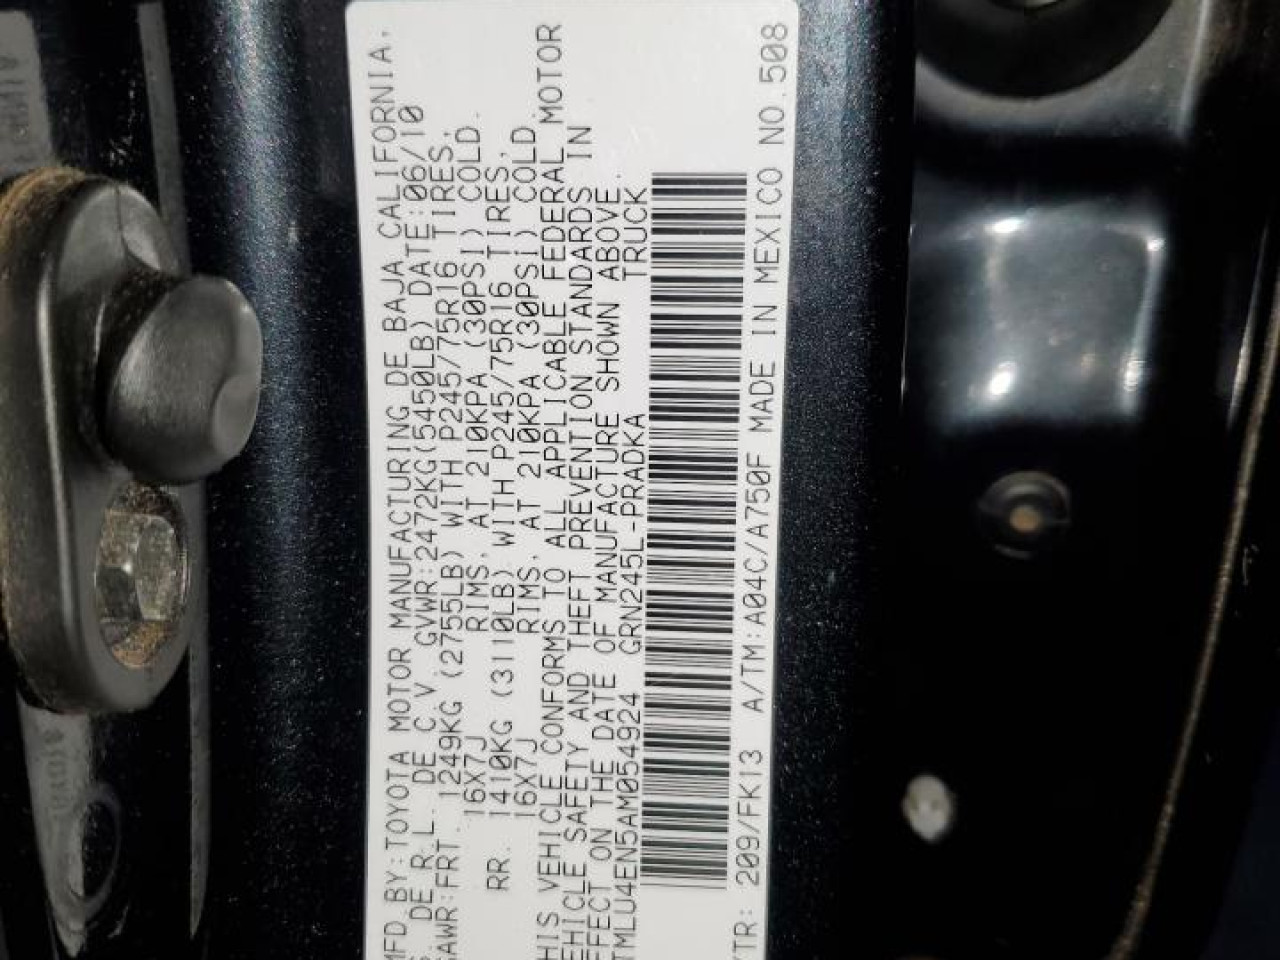 MFD BY:TOYOTA MOTOR MANUFACTURING DE BAJA CALIFORNIA,
S. DE R.L. DE C.V. GVWR:2472KG(5450LB) DATE:06/10
GAWR:FRT. 1249KG (2755LB) WITH P245/75R16 TIRES,
16X7J RIMS, AT 210KPA (30PSI) COLD.
RR. 1410KG (3110LB) WITH P245/75R16 TIRES,
16X7J RIMS, AT 210KPA (30PSI) COLD.
HIS VEHICLE CONFORMS TO ALL APPLICABLE FEDERAL MOTOR
EHICLE SAFETY AND THEFT PREVENTION STANDARDS IN
EFFECT ON THE DATE OF MANUFACTURE SHOWN ABOVE.
TMLU4EN5AM054924 GRN245L-PRADKA TRUCK
/TR: 209/FK13 A/TM:A04C/A750F MADE IN MEXICO NO.508